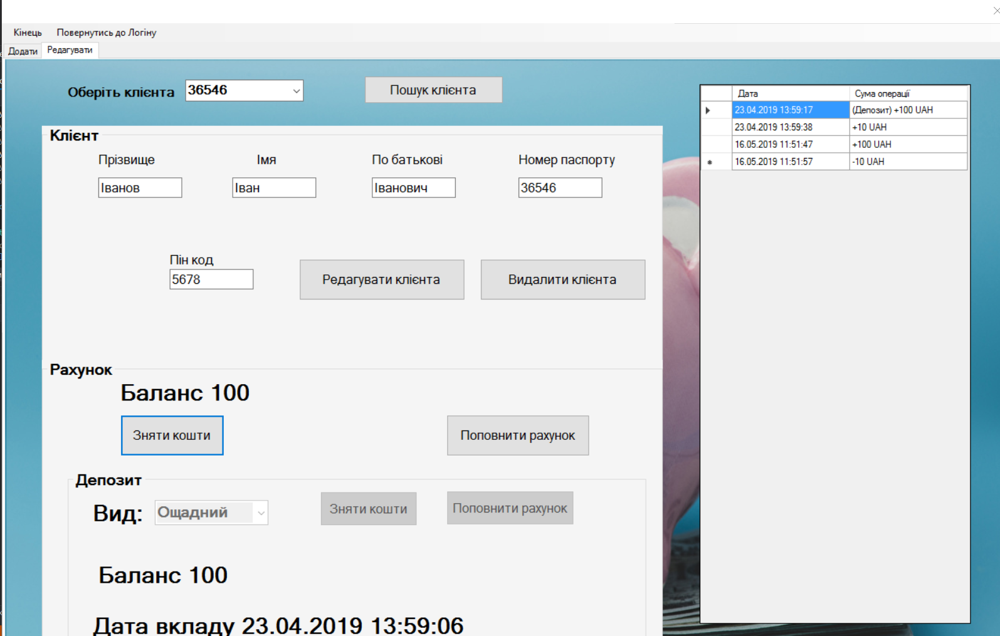 Кінець Повернутись до Логіну
Додати Редагувати
Оберіть клієнта 36546 Пошук клієнта
Клієнт
Прізвище Імя По батькові Номер паспорту
Іванов Іван Іванович 36546
Пін код
5678 Редагувати клієнта Видалити клієнта
Рахунок
Баланс 100
Зняти кошти Поповнити рахунок
Депозит
Вид: Ощадний Зняти кошти Поповнити рахунок
Баланс 100
Дата вкладу 23.04.2019 13:59:06
Дата Сума операції
23.04.2019 13:59:17 (Депозит) +100 UAH
23.04.2019 13:59:38 +10 UAH
16.05.2019 11:51:47 +100 UAH
16.05.2019 11:51:57 -10 UAH